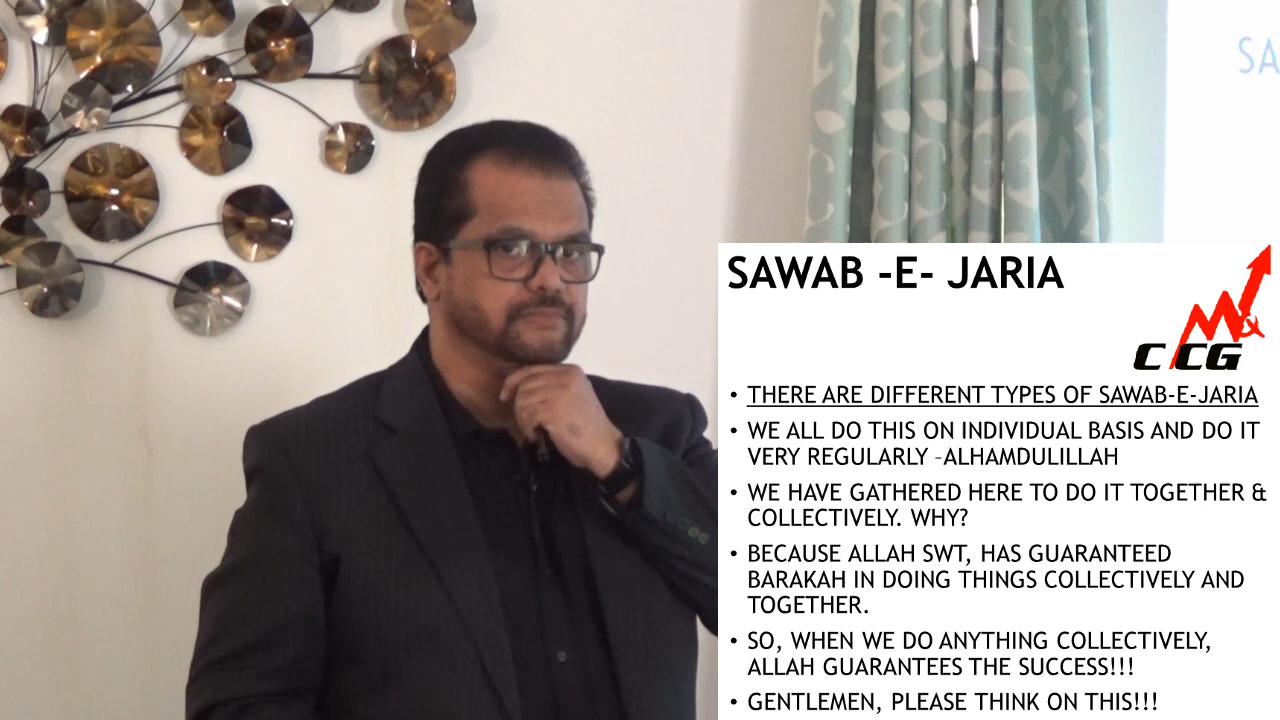 SA
SAWAB -E- JARIA
C CG
M&
• THERE ARE DIFFERENT TYPES OF SAWAB-E-JARIA
• WE ALL DO THIS ON INDIVIDUAL BASIS AND DO IT
VERY REGULARLY –ALHAMDULILLAH
• WE HAVE GATHERED HERE TO DO IT TOGETHER &
COLLECTIVELY. WHY?
• BECAUSE ALLAH SWT, HAS GUARANTEED
BARAKAH IN DOING THINGS COLLECTIVELY AND
TOGETHER.
• SO, WHEN WE DO ANYTHING COLLECTIVELY,
ALLAH GUARANTEES THE SUCCESS!!!
• GENTLEMEN, PLEASE THINK ON THIS!!!